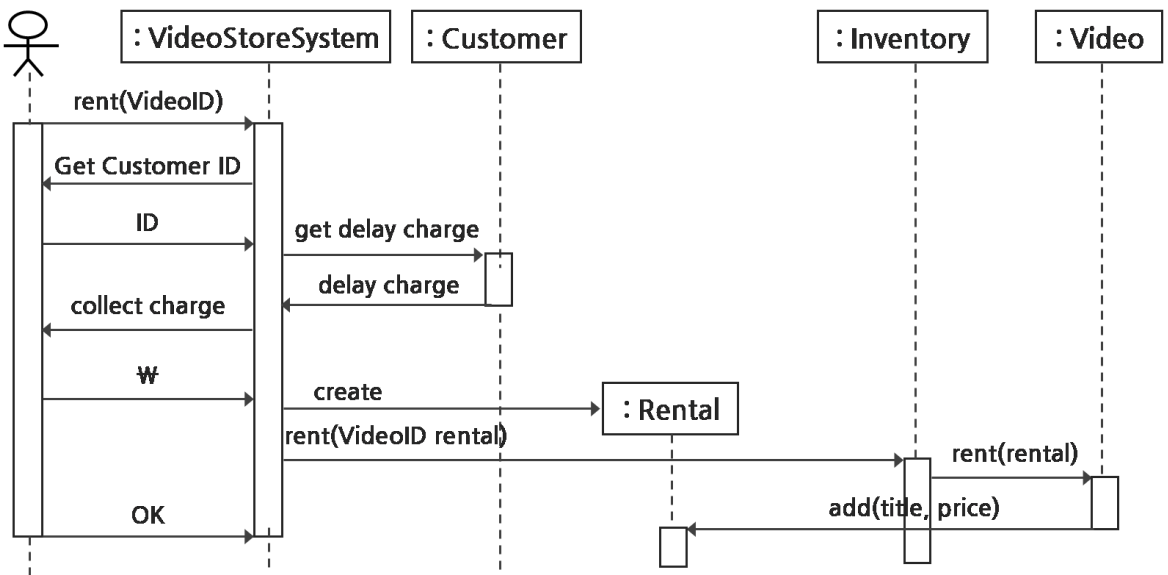 : VideoStoreSystem
: Customer
: Inventory
: Video
rent(VideoID)
Get Customer ID
ID
get delay charge
delay charge
collect charge
₩
create
: Rental
rent(VideoID rental)
rent(rental)
add(title, price)
OK